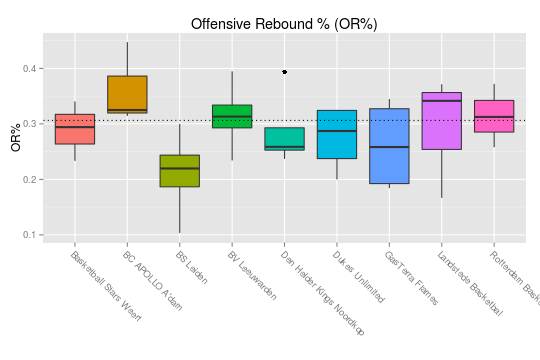 Offensive Rebound % (OR%)
OR%
0.4
0.3
0.2
0.1
Basketball Stars Weert
BC APOLLO A'dam
BS Leiden
BV Leeuwarden
Den Helder Kings Noordkop
Dukes Unlimited
GasTerra Flames
Landstede Basketbal
Rotterdam Bask